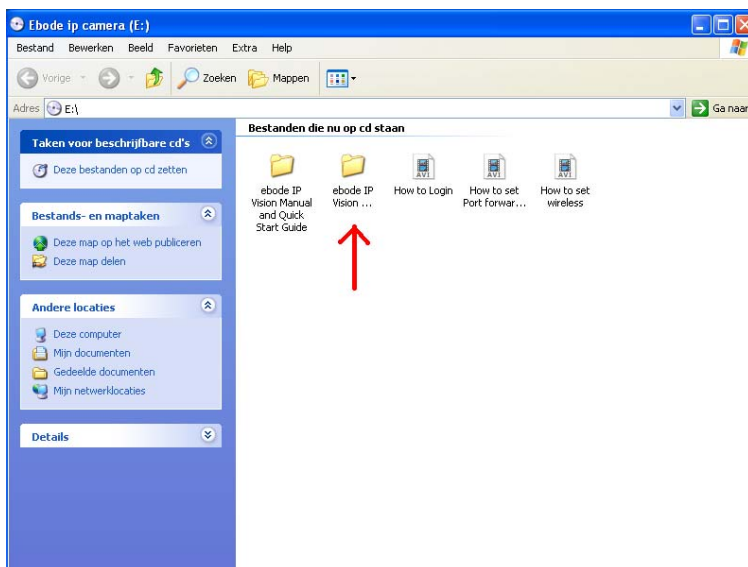 Ebode ip camera (E:)
Bestand Bewerken Beeld Favorieten Extra Help
Vorige Zoeken Mappen
Adres E:\ Ga naar
Taken voor beschrijfbare cd's
Deze bestanden op cd zetten
Bestands- en maptaken
Deze map op het web publiceren
Deze map delen
Andere locaties
Deze computer
Mijn documenten
Gedeelde documenten
Mijn netwerklocaties
Details
Bestanden die nu op cd staan
ebode IP
Vision Manual
and Quick
Start Guide
ebode IP
Vision ...
AVI
How to Login
AVI
How to set
Port forwar...
AVI
How to set
wireless